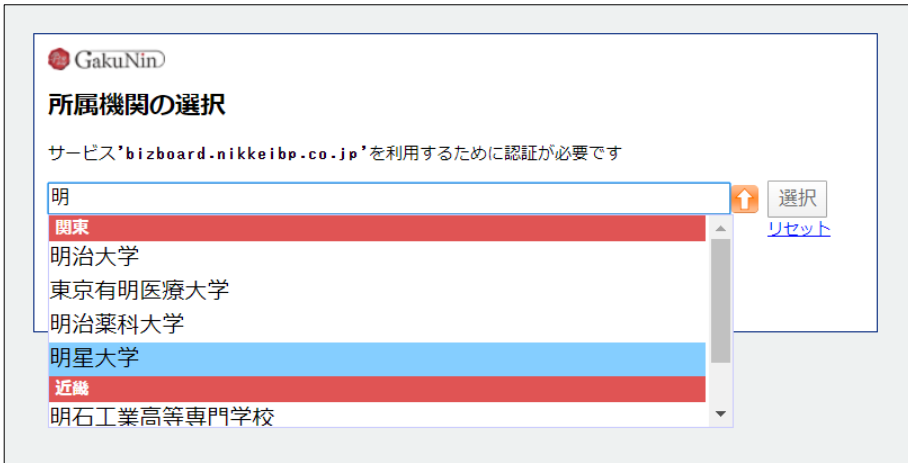 GakuNin
所属機関の選択
サービス'bizboard.nikkeibp.co.jp'を利用するために認証が必要です
明
選択
リセット
関東
明治大学
東京有明医療大学
明治薬科大学
明星大学
近畿
明石工業高等専門学校